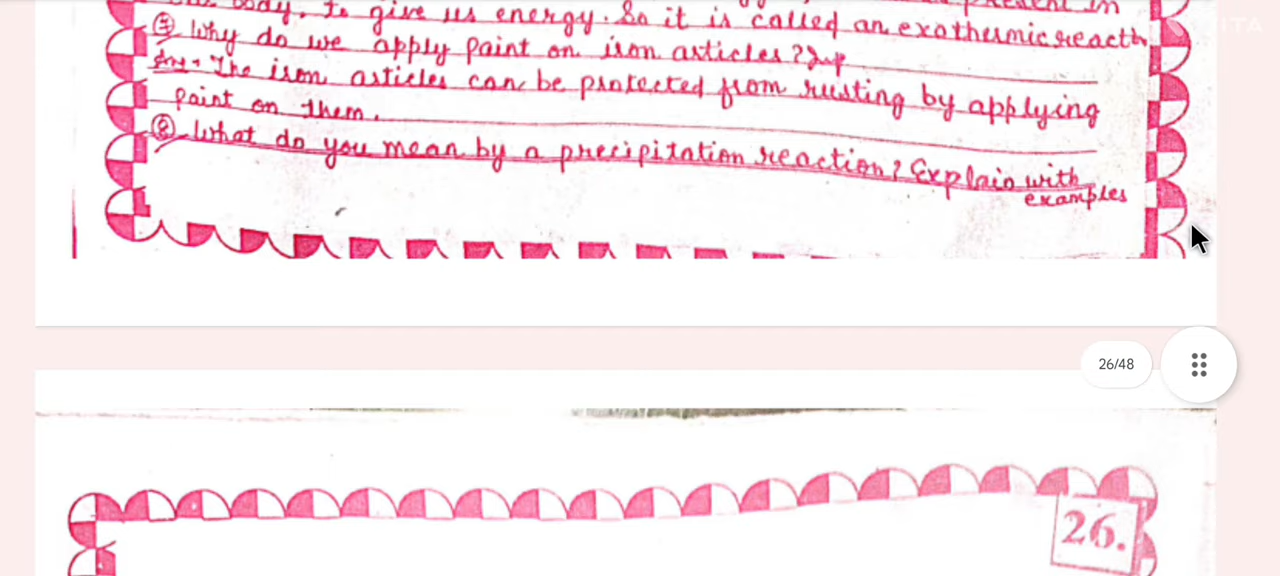 body. to give us energy. So it is called an exothermic reacth
⑦ Why do we apply paint on iron articles? Imp
Ans→ The iron articles can be protected from rusting by applying
paint on them.
⑧ What do you mean by a precipitation reaction? Explain with
examples
26/48
26.